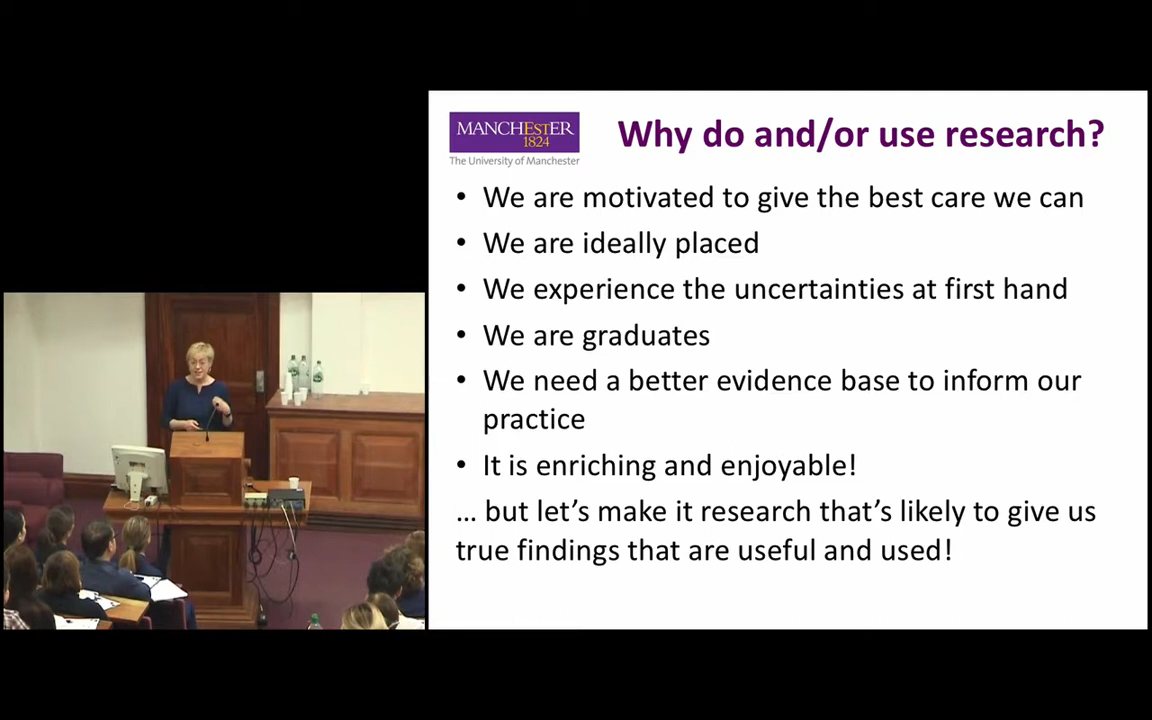 MANCHESTER
1824
The University of Manchester
Why do and/or use research?
• We are motivated to give the best care we can
• We are ideally placed
• We experience the uncertainties at first hand
• We are graduates
• We need a better evidence base to inform our
practice
• It is enriching and enjoyable!
… but let’s make it research that’s likely to give us
true findings that are useful and used!